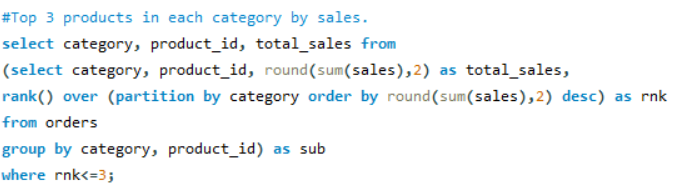 #Top 3 products in each category by sales.
select category, product_id, total_sales from
(select category, product_id, round(sum(sales),2) as total_sales,
rank() over (partition by category order by round(sum(sales),2) desc) as rnk
from orders
group by category, product_id) as sub
where rnk<=3;